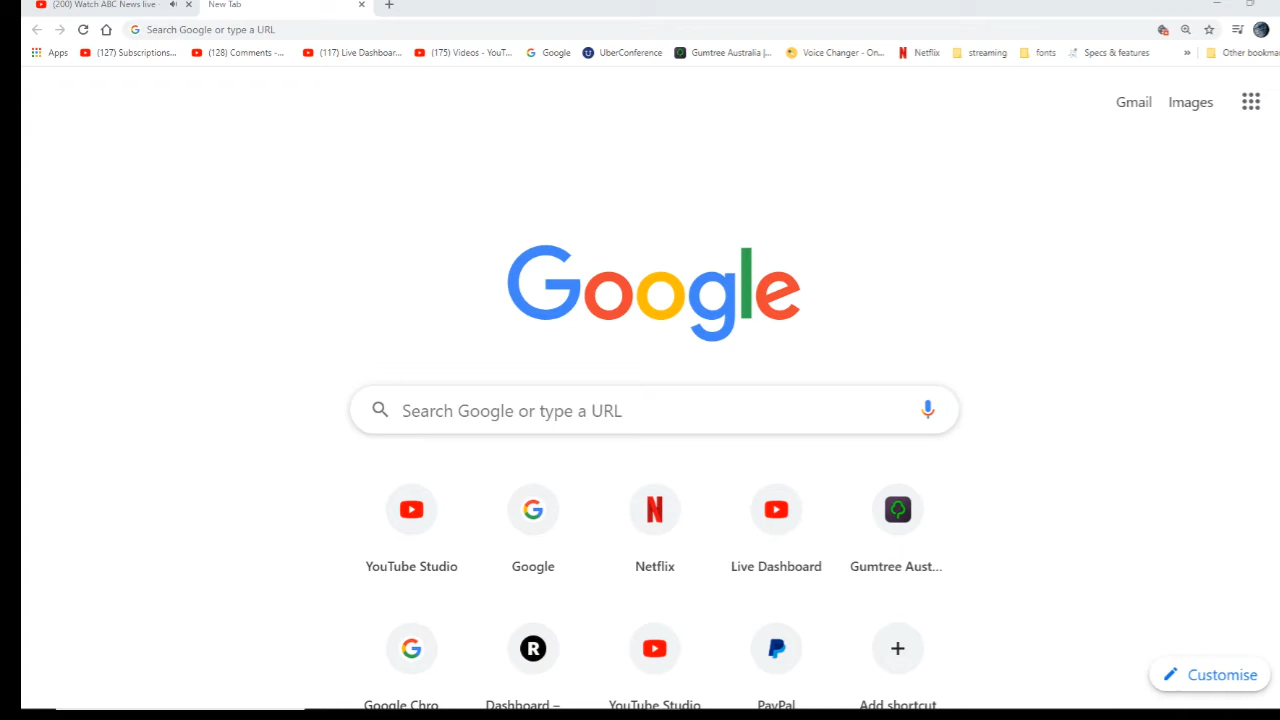 (200) Watch ABC News live - New Tab
Search Google or type a URL
Apps (127) Subscriptions... (128) Comments -... (117) Live Dashboar... (175) Videos - YouT... Google UberConference Gumtree Australia |... Voice Changer - On... Netflix streaming fonts Specs & features » Other bookma
Gmail Images
Google
Search Google or type a URL
YouTube Studio Google Netflix Live Dashboard Gumtree Aust...
R
Google Chro... Dashboard – YouTube Studio PayPal Add shortcut
Customise